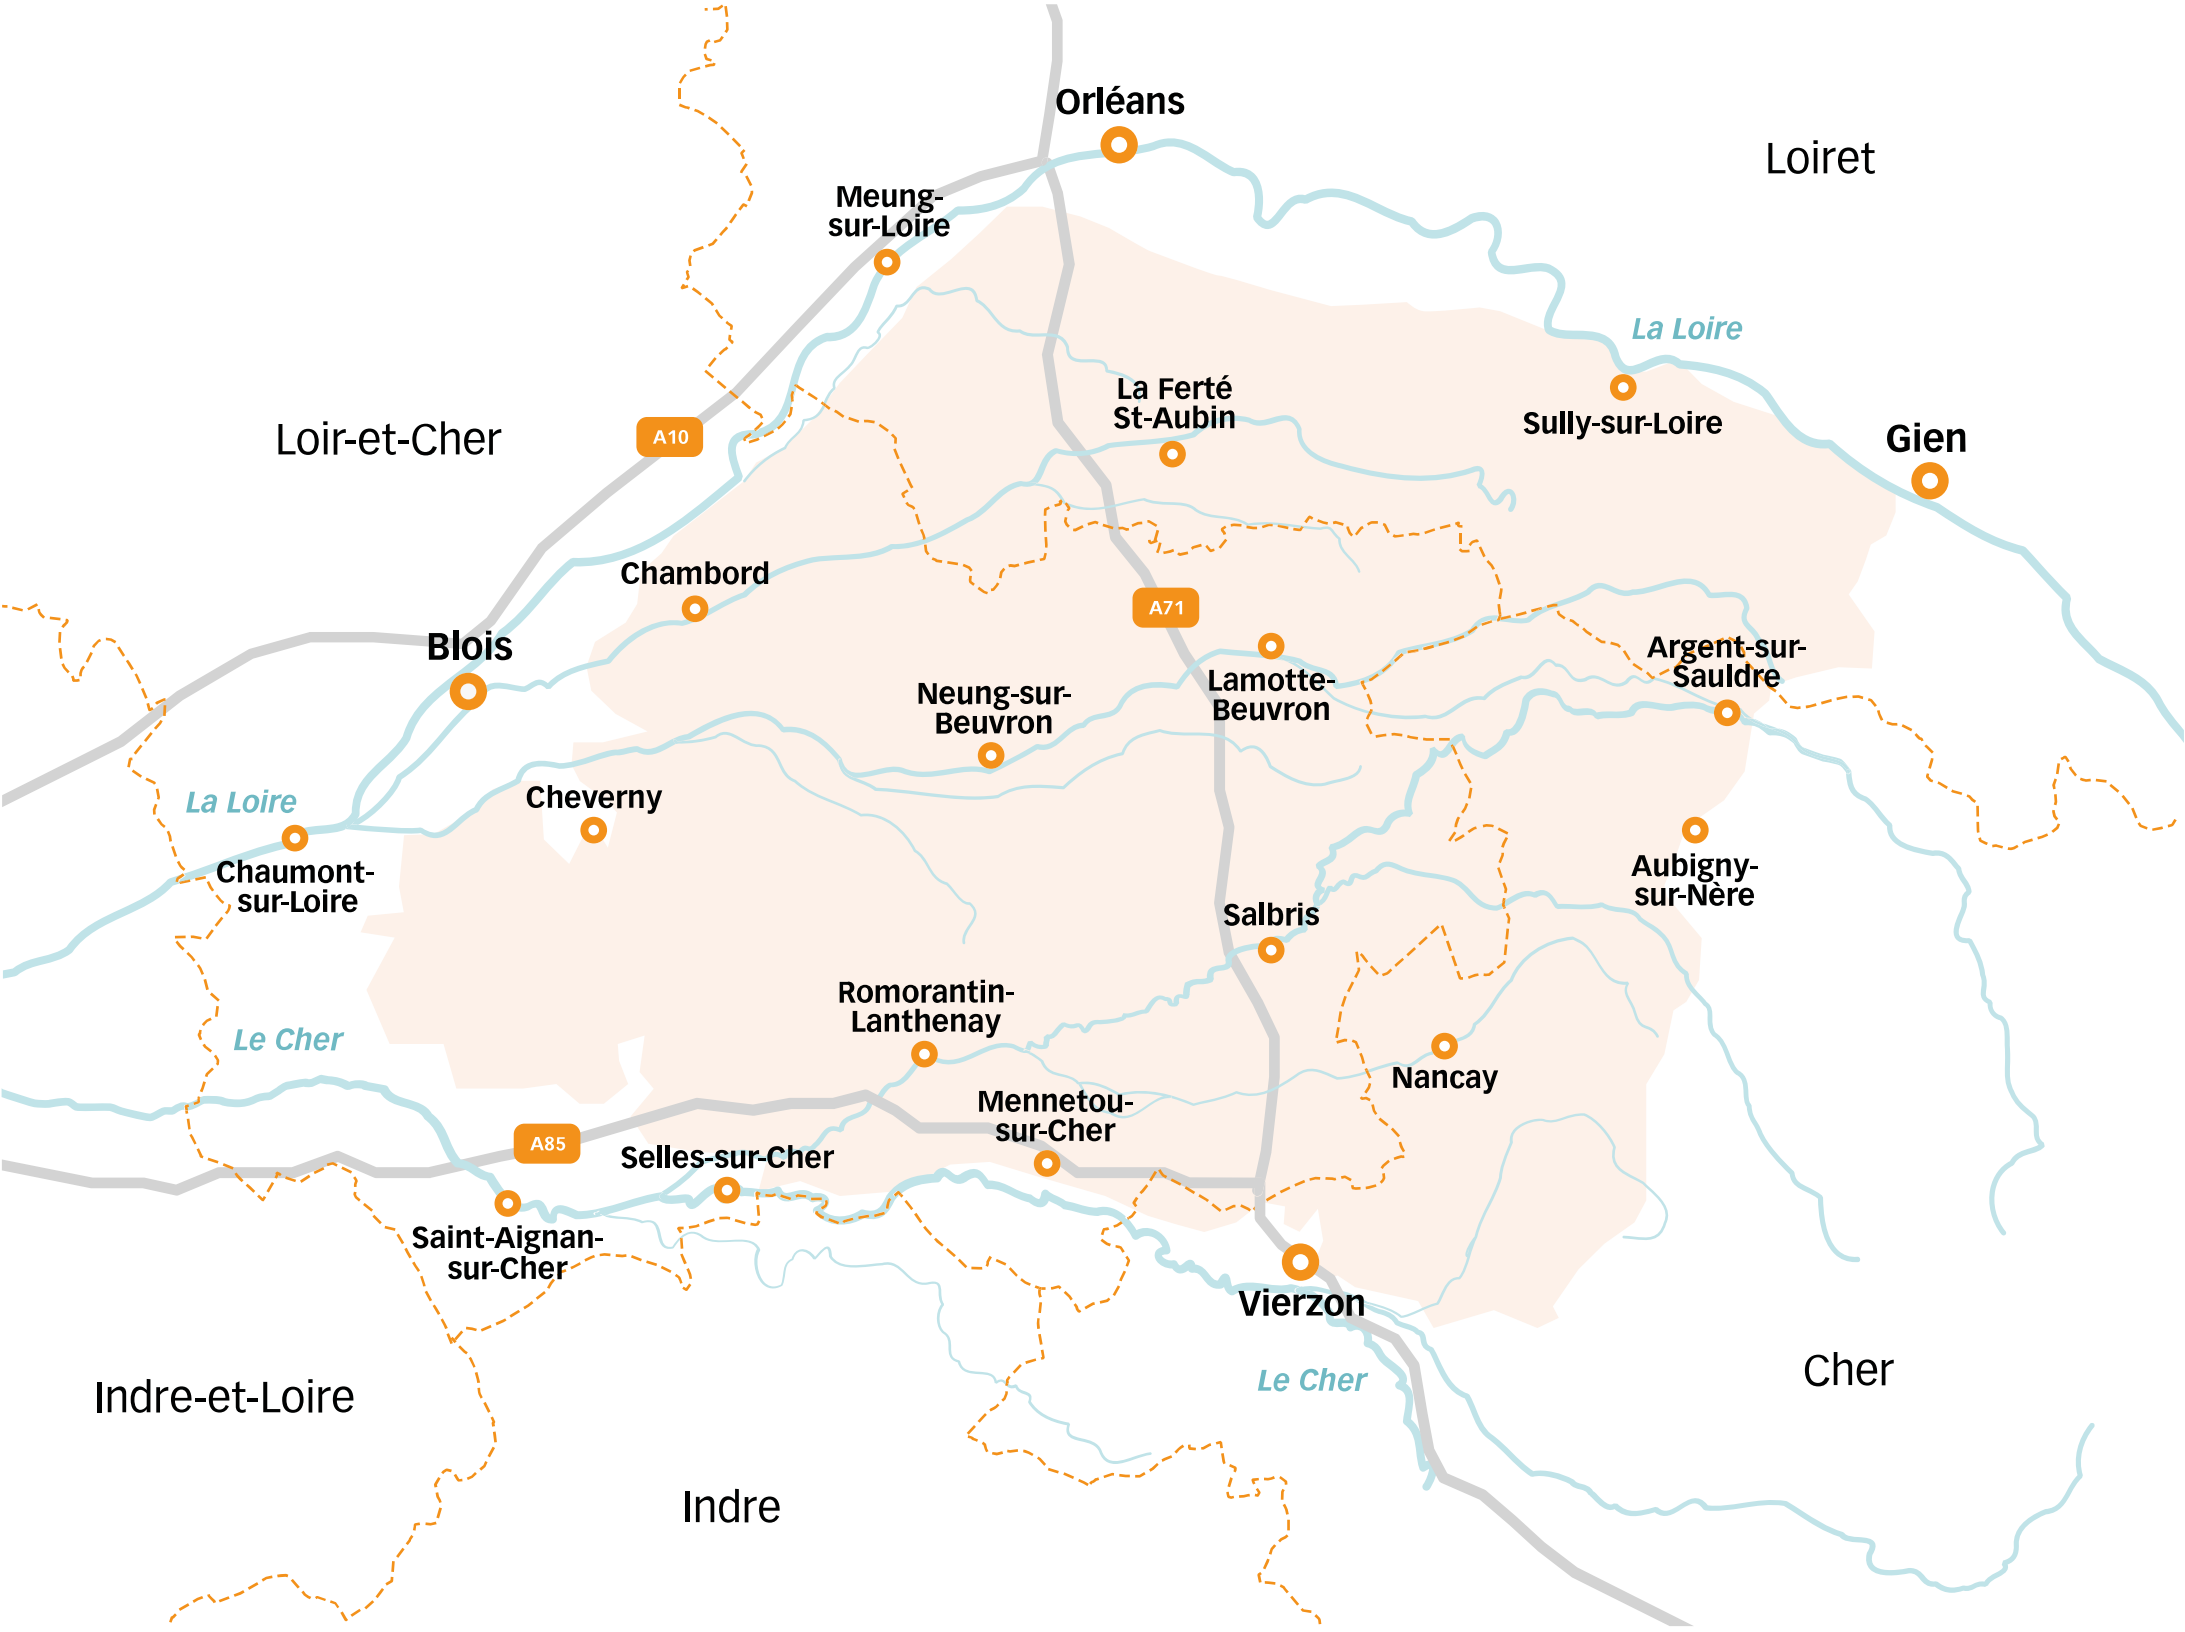 Orléans
Loiret
Meung-
sur-Loire
La Loire
La Ferté
St-Aubin
Sully-sur-Loire
Loir-et-Cher
A10
Gien
Chambord
A71
Blois
Argent-sur-
Sauldre
Neung-sur-
Beuvron
Lamotte-
Beuvron
La Loire
Cheverny
Chaumont-
sur-Loire
Aubigny-
sur-Nère
Salbris
Romorantin-
Lanthenay
Le Cher
Nancay
Mennetou-
sur-Cher
A85
Selles-sur-Cher
Saint-Aignan-
sur-Cher
Vierzon
Le Cher
Cher
Indre-et-Loire
Indre